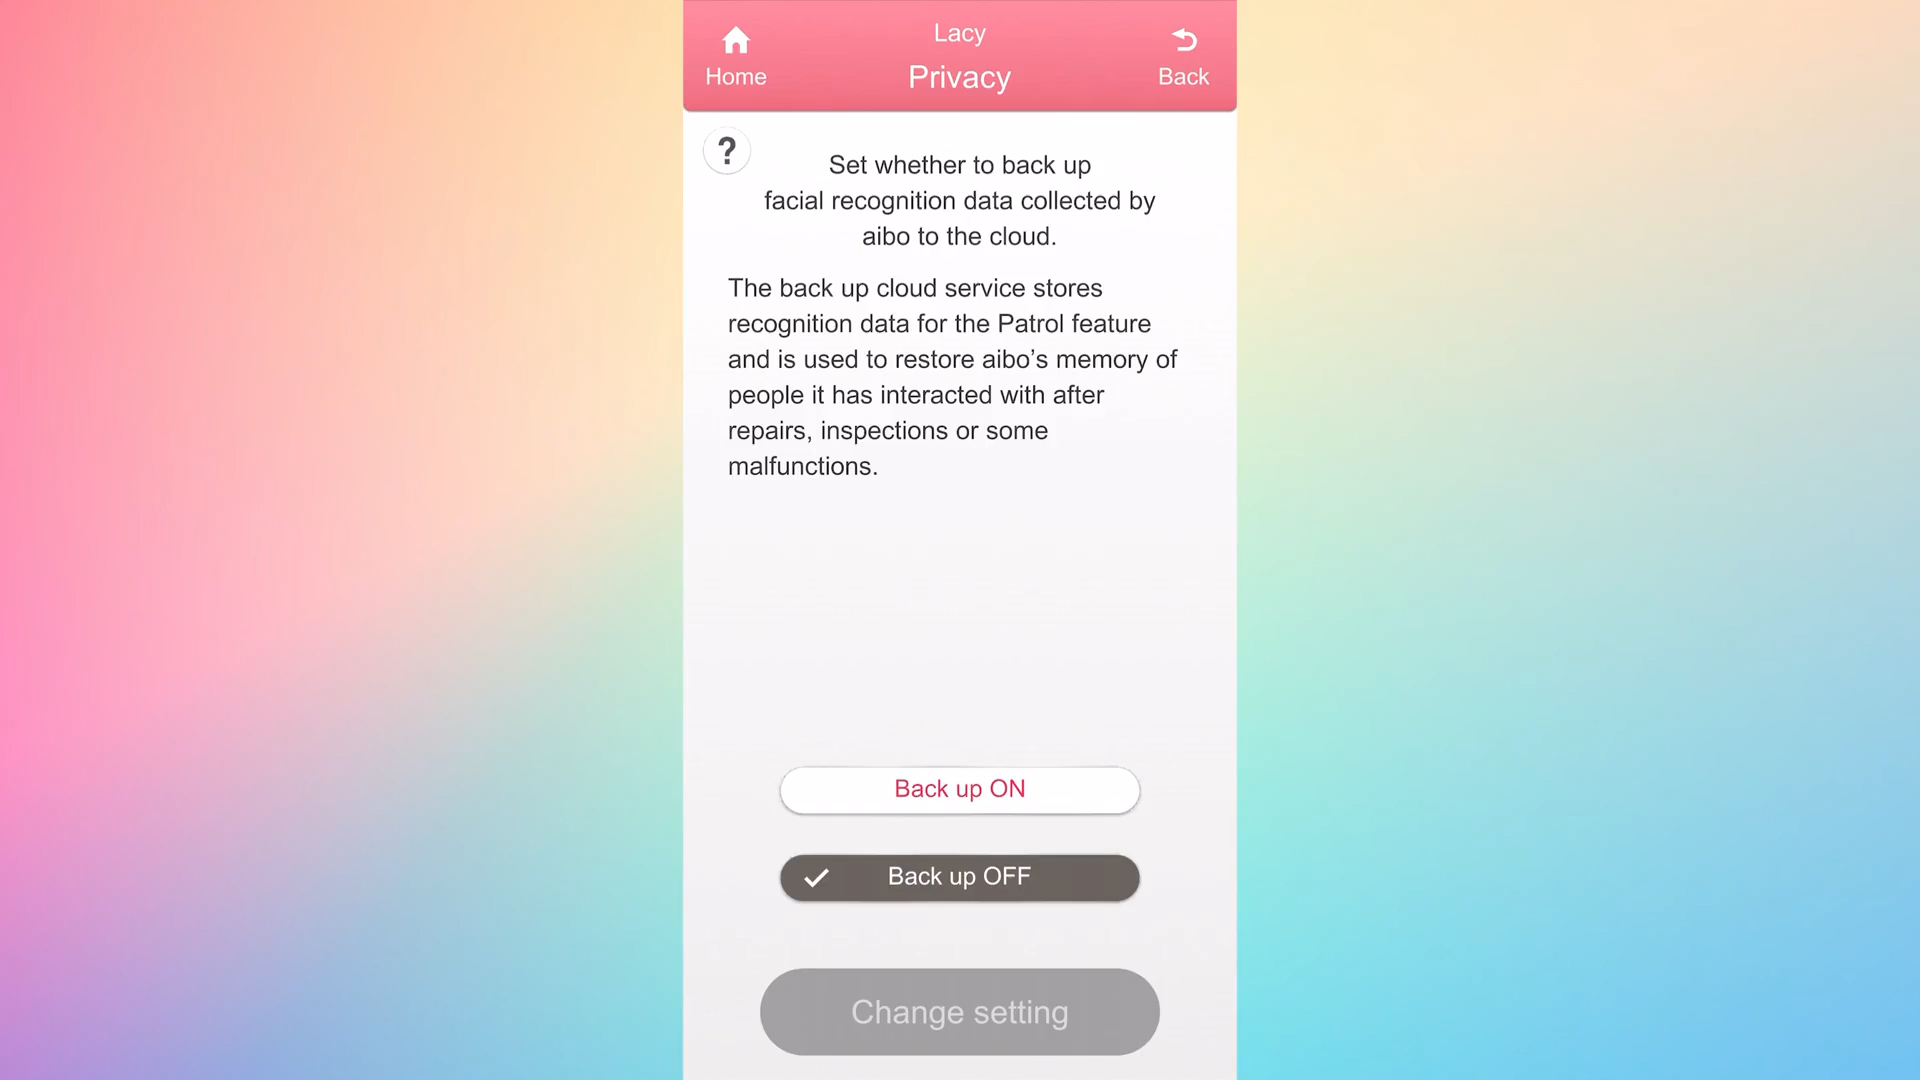 Lacy
Home
Privacy
Back
?
Set whether to back up
facial recognition data collected by
aibo to the cloud.
The back up cloud service stores
recognition data for the Patrol feature
and is used to restore aibo’s memory of
people it has interacted with after
repairs, inspections or some
malfunctions.
Back up ON
Back up OFF
Change setting